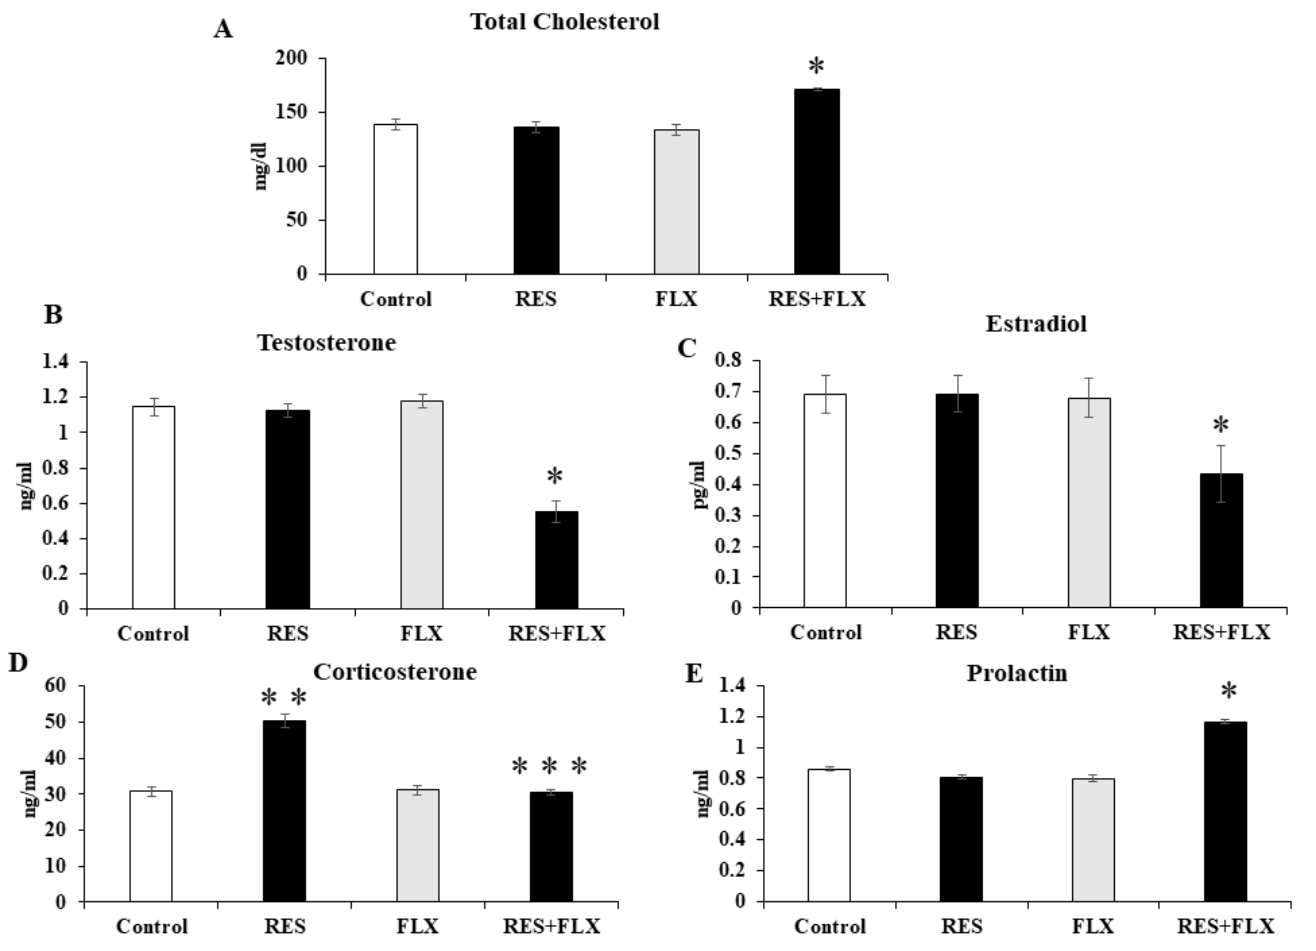 A
Total Cholesterol
200
150
100
50
0
mg/dl
*
Control RES FLX RES+FLX
B
Testosterone
1.4
1.2
1
0.8
0.6
0.4
0.2
0
ng/ml
*
Control RES FLX RES+FLX
C
Estradiol
0.8
0.7
0.6
0.5
0.4
0.3
0.2
0.1
0
pg/ml
*
Control RES FLX RES+FLX
D
Corticosterone
60
50
40
30
20
10
0
ng/ml
* *
* * *
Control RES FLX RES+FLX
E
Prolactin
1.4
1.2
1
0.8
0.6
0.4
0.2
0
ng/ml
*
Control RES FLX RES+FLX